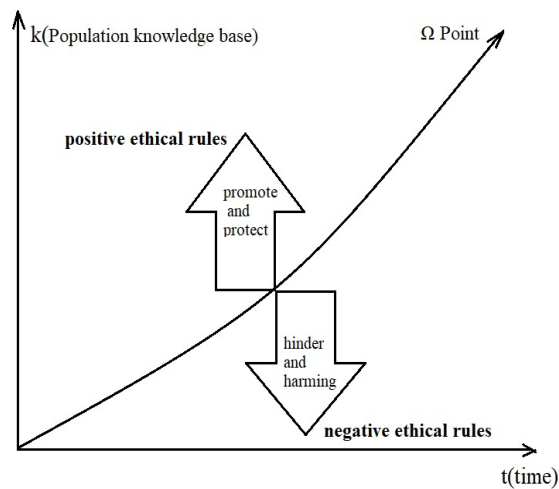 k(Population knowledge base)
Ω Point
positive ethical rules
promote
and
protect
hinder
and
harming
negative ethical rules
t(time)